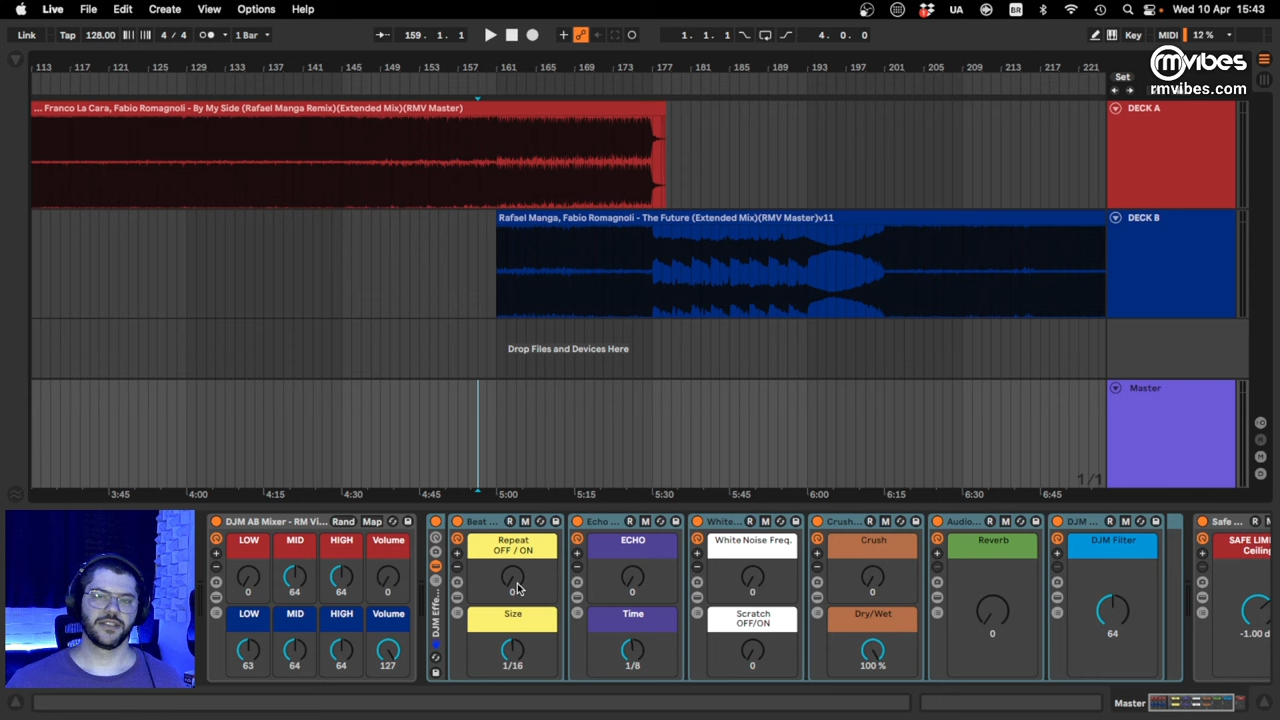 Live File Edit Create View Options Help UA BR Wed 10 Apr 15:43
Link Tap 128.00 4 / 4 1 Bar 159. 1. 1 1. 1. 1 4. 0. 0 Key MIDI 12 %
rmvibes
rmvibes.com
113 117 121 125 129 133 137 141 145 149 153 157 161 165 169 173 177 181 185 189 193 197 201 205 209 213 217 221
Set
... Franco La Cara, Fabio Romagnoli - By My Side (Rafael Manga Remix)(Extended Mix)(RMV Master)
DECK A
Rafael Manga, Fabio Romagnoli - The Future (Extended Mix)(RMV Master)v11
DECK B
Drop Files and Devices Here
Master
1/1
3:45 4:00 4:15 4:30 4:45 5:00 5:15 5:30 5:45 6:00 6:15 6:30 6:45
DJM AB Mixer - RM Vi... Rand Map
Beat ... R M
Echo ... R M
White... R M
Crush... R M
Audio... R M
DJM ... R M
Safe ... R M
LOW MID HIGH Volume
0 64 64 0
LOW MID HIGH Volume
63 64 64 127
DJM Effe...
Repeat
OFF / ON
0
Size
1/16
ECHO
0
Time
1/8
White Noise Freq.
0
Scratch
OFF/ON
0
Crush
0
Dry/Wet
100 %
Reverb
0
DJM Filter
64
SAFE LIM
Ceiling
-1.00 d
Master